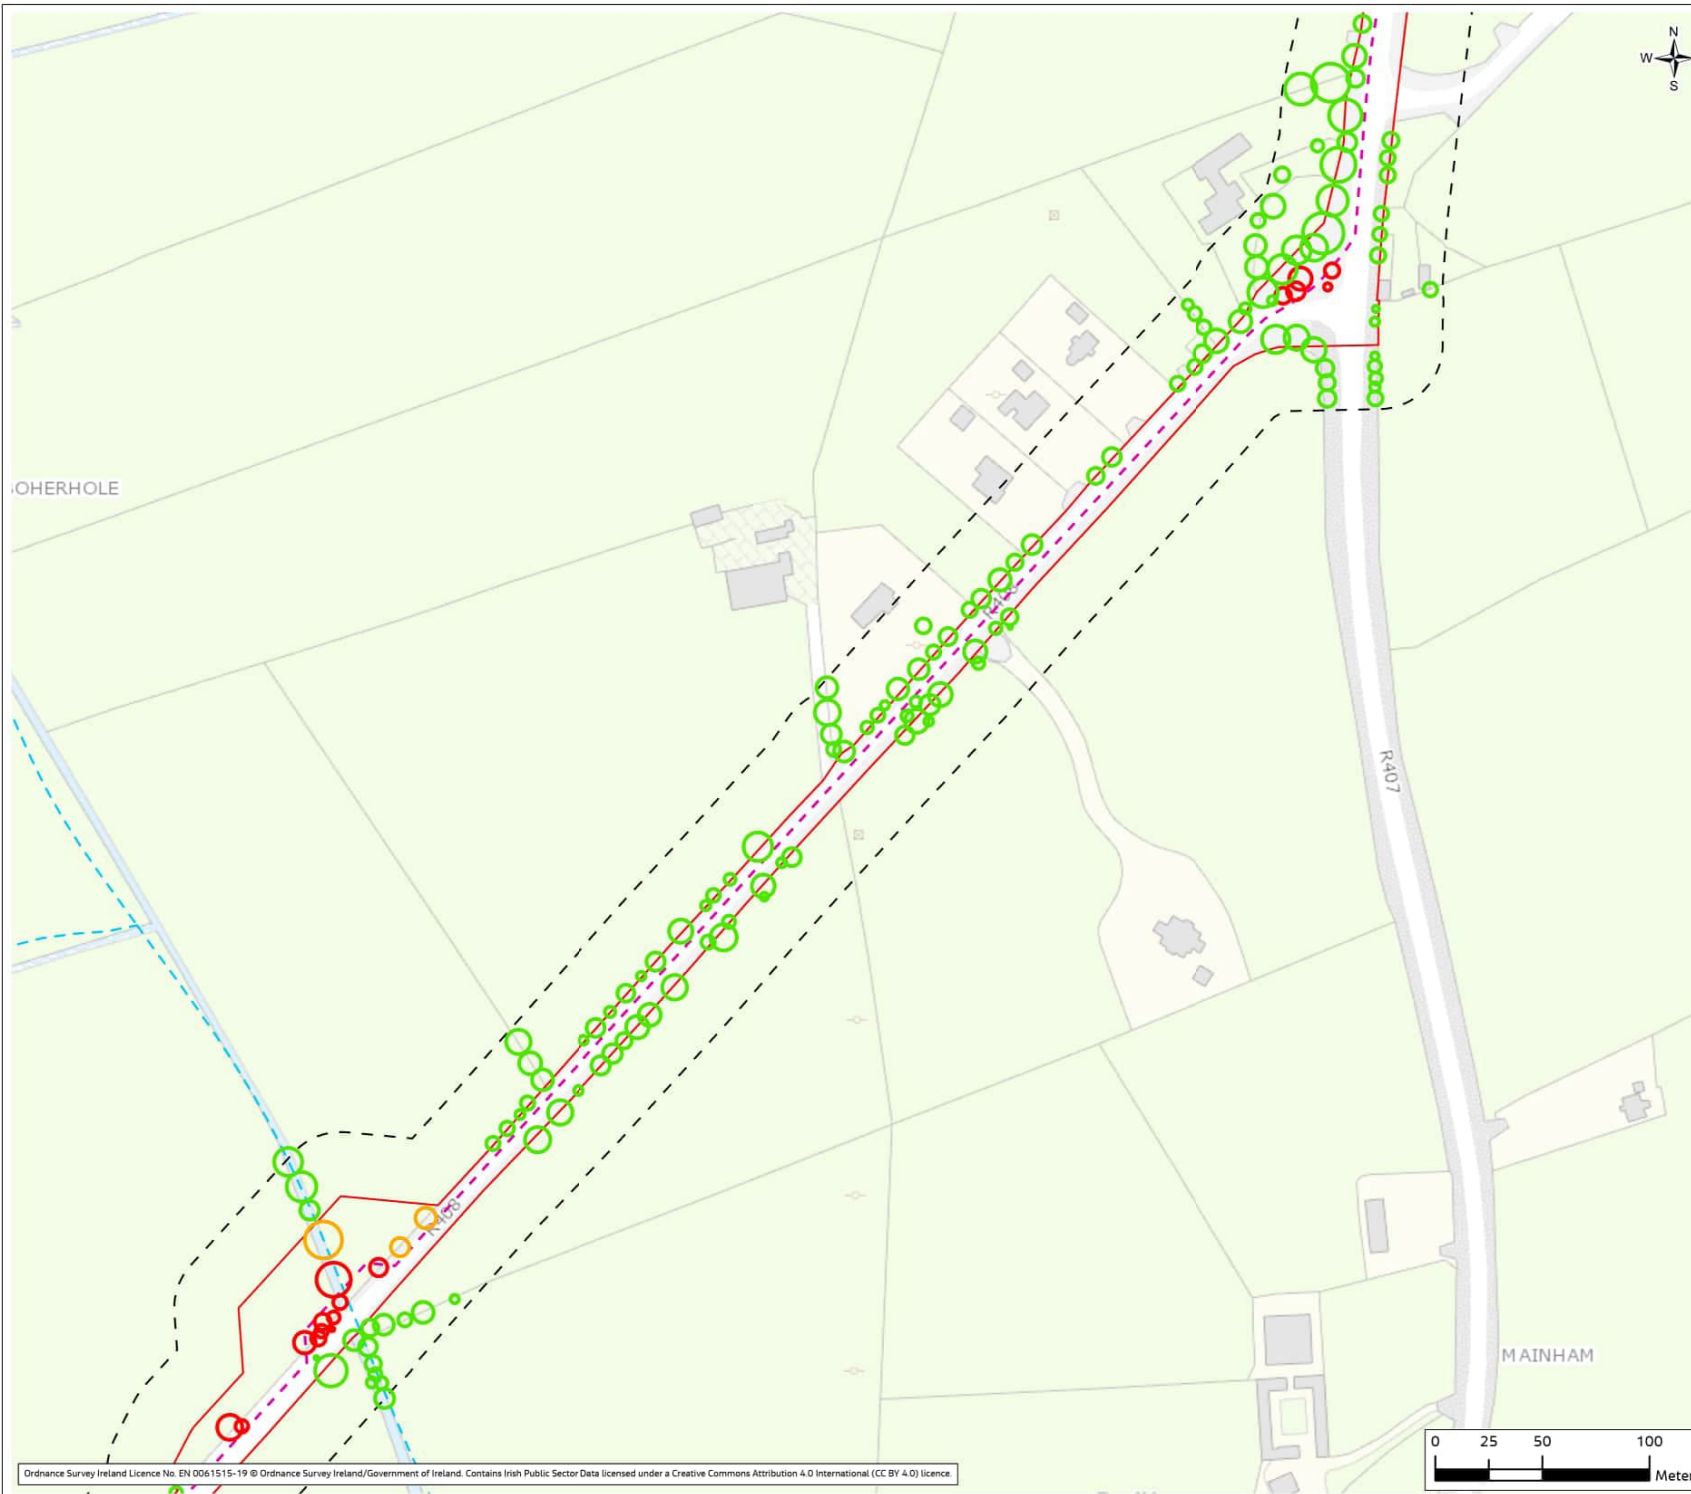 N
W
S
OHERHOLE
R407
R408
MAINHAM
0 25 50 100
Meter
Ordnance Survey Ireland Licence No. EN 0061515-19 © Ordnance Survey Ireland/Government of Ireland. Contains Irish Public Sector Data licensed under a Creative Commons Attribution 4.0 International (CC BY 4.0) licence.